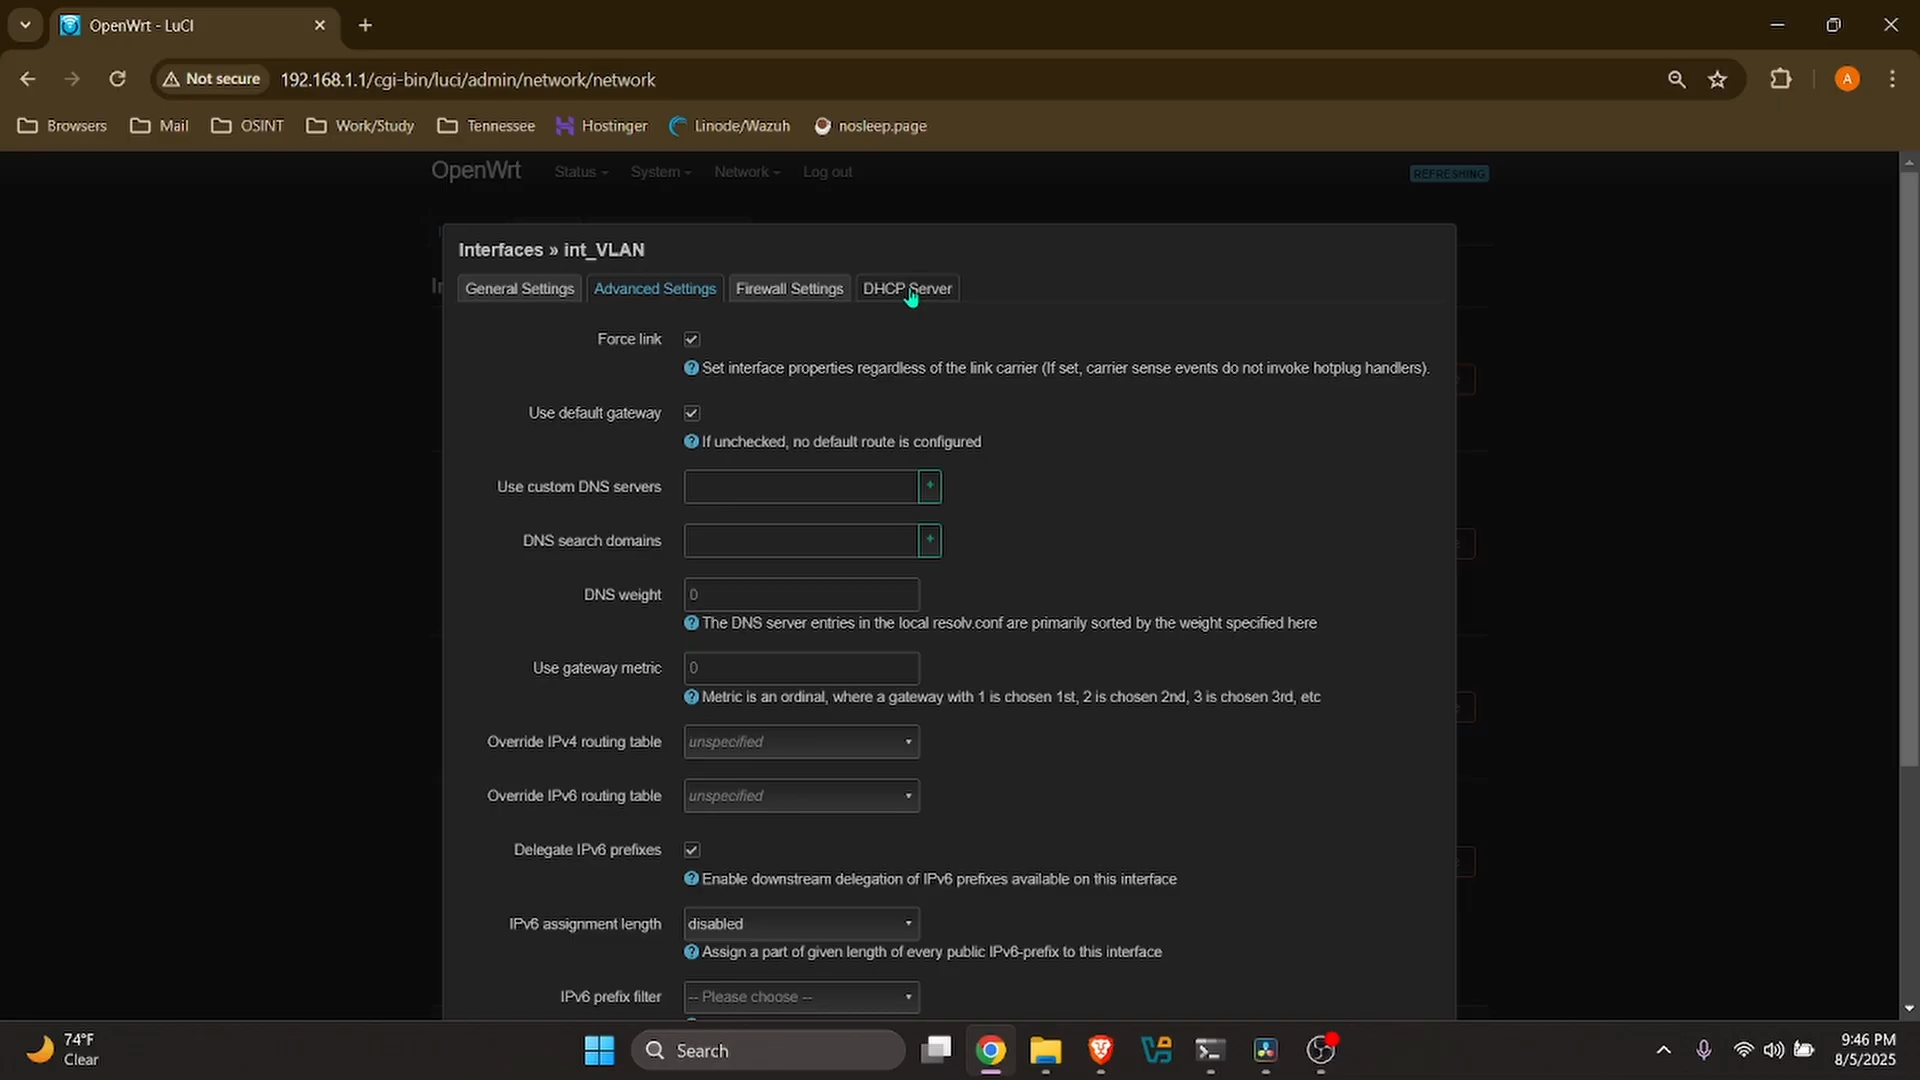 OpenWrt - LuCI
Not secure
192.168.1.1/cgi-bin/luci/admin/network/network
A
Browsers
Mail
OSINT
Work/Study
Tennessee
Hostinger
Linode/Wazuh
nosleep.page
OpenWrt
Status
System
Network
Log out
REFRESHING
Interfaces » int_VLAN
General Settings
Advanced Settings
Firewall Settings
DHCP Server
Force link
Set interface properties regardless of the link carrier (If set, carrier sense events do not invoke hotplug handlers).
Use default gateway
If unchecked, no default route is configured
Use custom DNS servers
+
DNS search domains
+
DNS weight
0
The DNS server entries in the local resolv.conf are primarily sorted by the weight specified here
Use gateway metric
0
Metric is an ordinal, where a gateway with 1 is chosen 1st, 2 is chosen 2nd, 3 is chosen 3rd, etc
Override IPv4 routing table
unspecified
Override IPv6 routing table
unspecified
Delegate IPv6 prefixes
Enable downstream delegation of IPv6 prefixes available on this interface
IPv6 assignment length
disabled
Assign a part of given length of every public IPv6-prefix to this interface
IPv6 prefix filter
-- Please choose --
74°F
Clear
Search
9:46 PM
8/5/2025